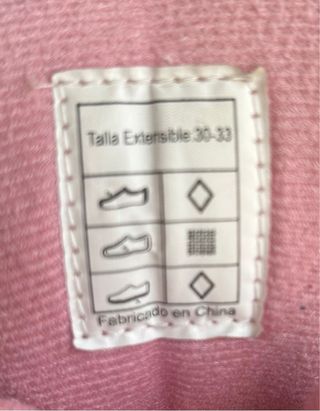 Talla Extensible:30-33
Fabricado en China